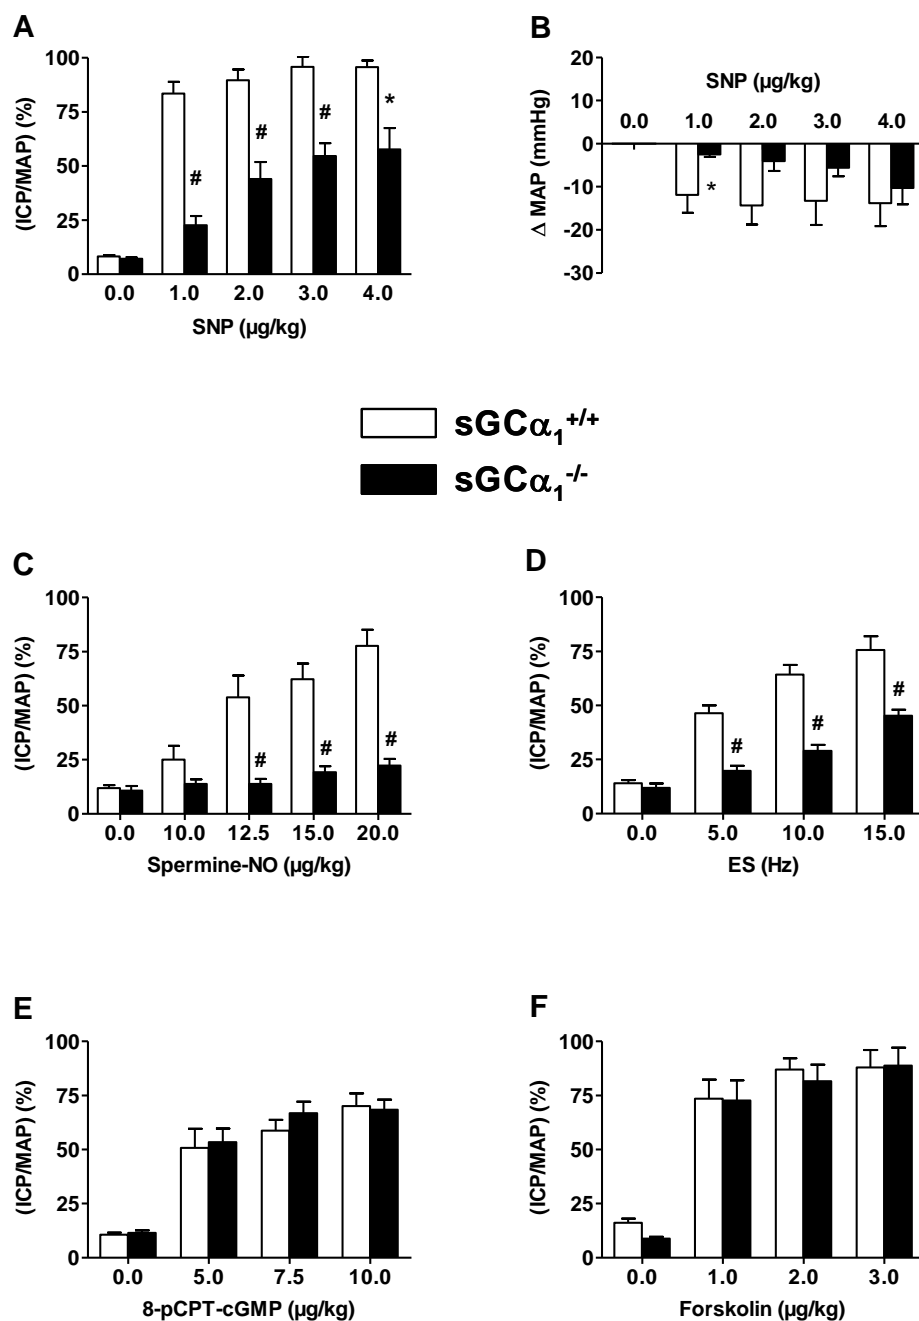 A
100
75
50
25
0
(ICP/MAP) (%)
#
#
#
*
0.0 1.0 2.0 3.0 4.0
SNP (µg/kg)
B
20
10
0
-10
-20
-30
Δ MAP (mmHg)
SNP (µg/kg)
0.0 1.0 2.0 3.0 4.0
*
sGCα₁⁺/⁺
sGCα₁⁻/⁻
C
100
75
50
25
0
(ICP/MAP) (%)
#
#
#
0.0 10.0 12.5 15.0 20.0
Spermine-NO (µg/kg)
D
100
75
50
25
0
(ICP/MAP) (%)
#
#
#
0.0 5.0 10.0 15.0
ES (Hz)
E
100
75
50
25
0
(ICP/MAP) (%)
0.0 5.0 7.5 10.0
8-pCPT-cGMP (µg/kg)
F
100
75
50
25
0
(ICP/MAP) (%)
0.0 1.0 2.0 3.0
Forskolin (µg/kg)